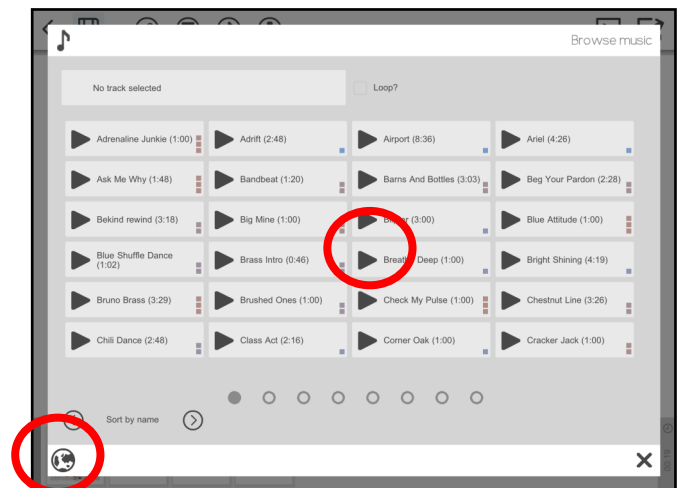 Browse music
No track selected
Loop?
Adrenaline Junkie (1:00)
Adrift (2:48)
Airport (8:36)
Ariel (4:26)
Ask Me Why (1:48)
Bandbeat (1:20)
Barns And Bottles (3:03)
Beg Your Pardon (2:28)
Bekind rewind (3:18)
Big Mine (1:00)
(3:00)
Blue Attitude (1:00)
Blue Shuffle Dance
(1:02)
Brass Intro (0:46)
Breathe Deep (1:00)
Bright Shining (4:19)
Bruno Brass (3:29)
Brushed Ones (1:00)
Check My Pulse (1:00)
Chestnut Line (3:26)
Chili Dance (2:48)
Class Act (2:16)
Corner Oak (1:00)
Cracker Jack (1:00)
Sort by name
00:19